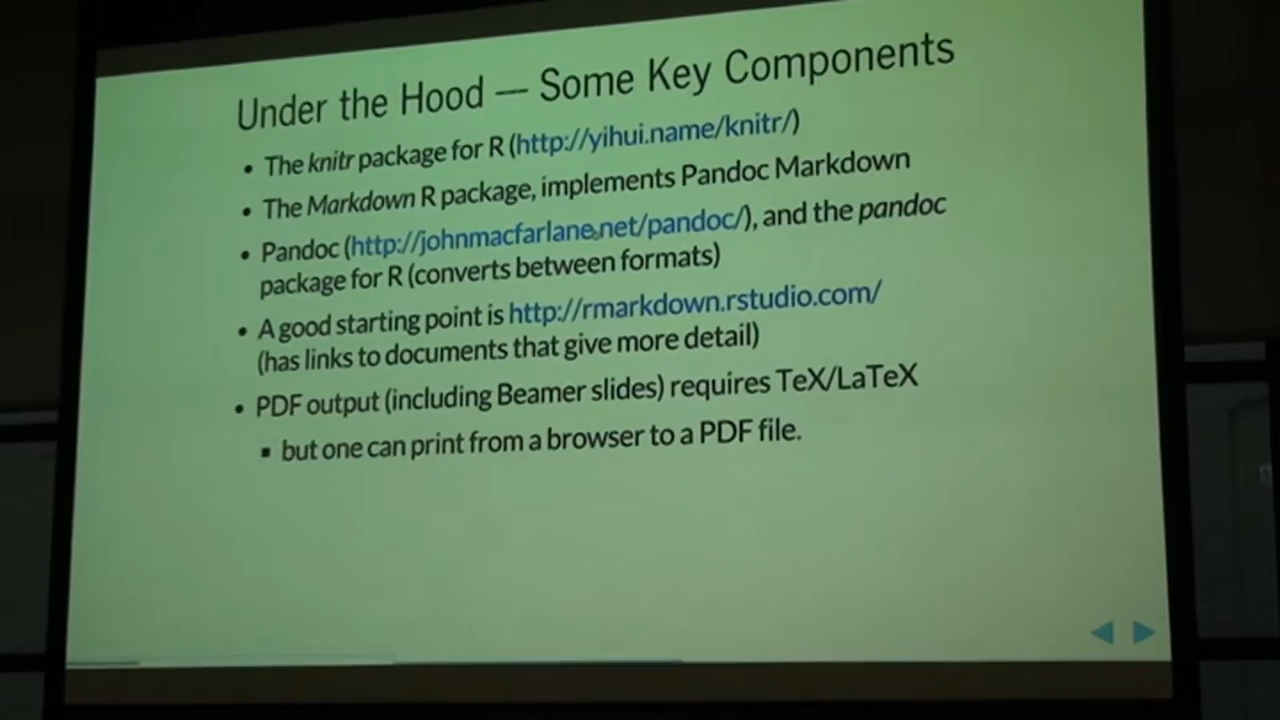 Under the Hood — Some Key Components
• The knitr package for R (http://yihui.name/knitr/)
• The Markdown R package, implements Pandoc Markdown
• Pandoc (http://johnmacfarlane.net/pandoc/), and the pandoc
package for R (converts between formats)
• A good starting point is http://rmarkdown.rstudio.com/
(has links to documents that give more detail)
• PDF output (including Beamer slides) requires TeX/LaTeX
▪ but one can print from a browser to a PDF file.